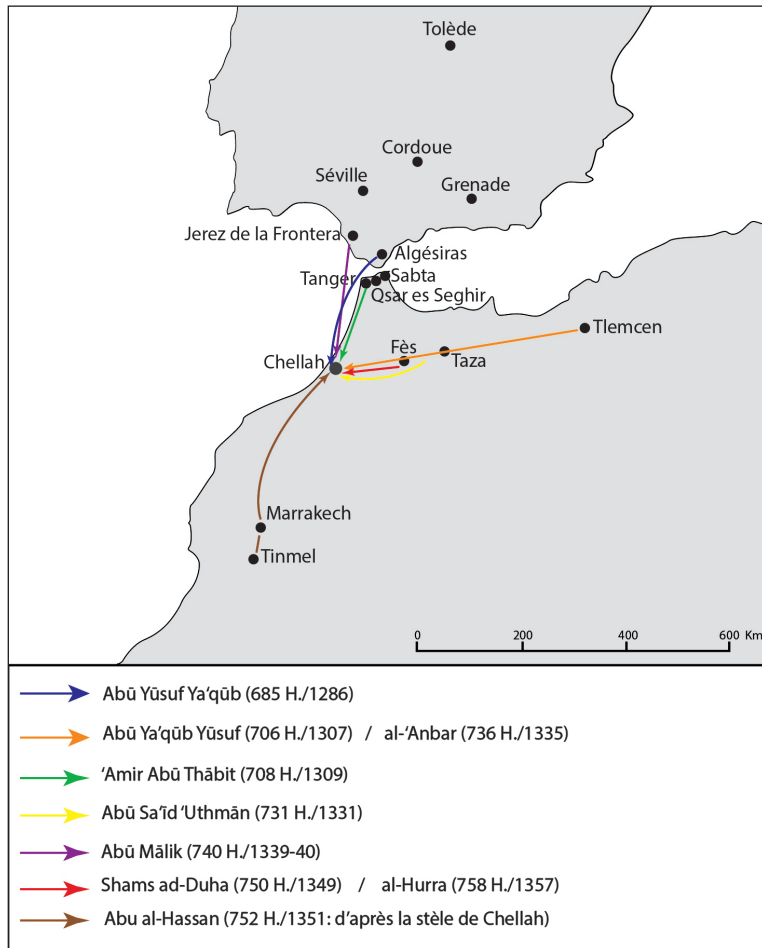 Tolède
Cordoue
Séville
Grenade
Jerez de la Frontera
Algésiras
Tanger
Sabta
Qsar es Seghir
Tlemcen
Fès
Taza
Chellah
Marrakech
Tinmel
0 200 400 600 Km
Abū Yūsuf Ya'qūb (685 H./1286)
Abū Ya'qūb Yūsuf (706 H./1307) / al-'Anbar (736 H./1335)
'Amir Abū Thābit (708 H./1309)
Abū Sa'īd 'Uthmān (731 H./1331)
Abū Mālik (740 H./1339-40)
Shams ad-Duha (750 H./1349) / al-Hurra (758 H./1357)
Abu al-Hassan (752 H./1351: d'après la stèle de Chellah)